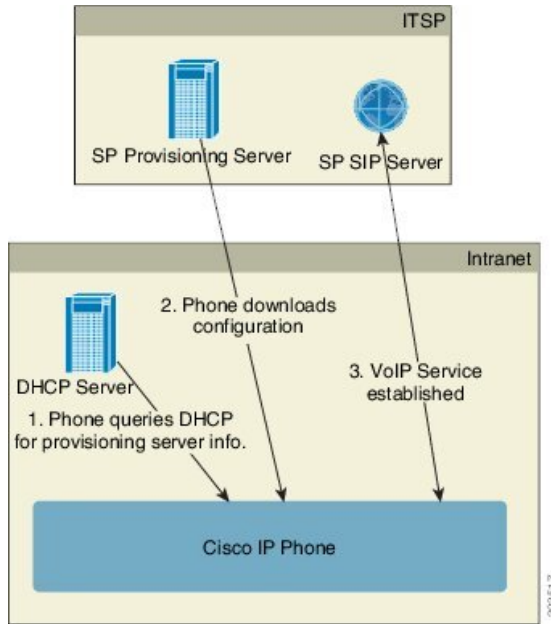 ITSP
SP Provisioning Server
SP SIP Server
Intranet
2. Phone downloads
configuration
DHCP Server
3. VoIP Service
established
1. Phone queries DHCP
for provisioning server info.
Cisco IP Phone